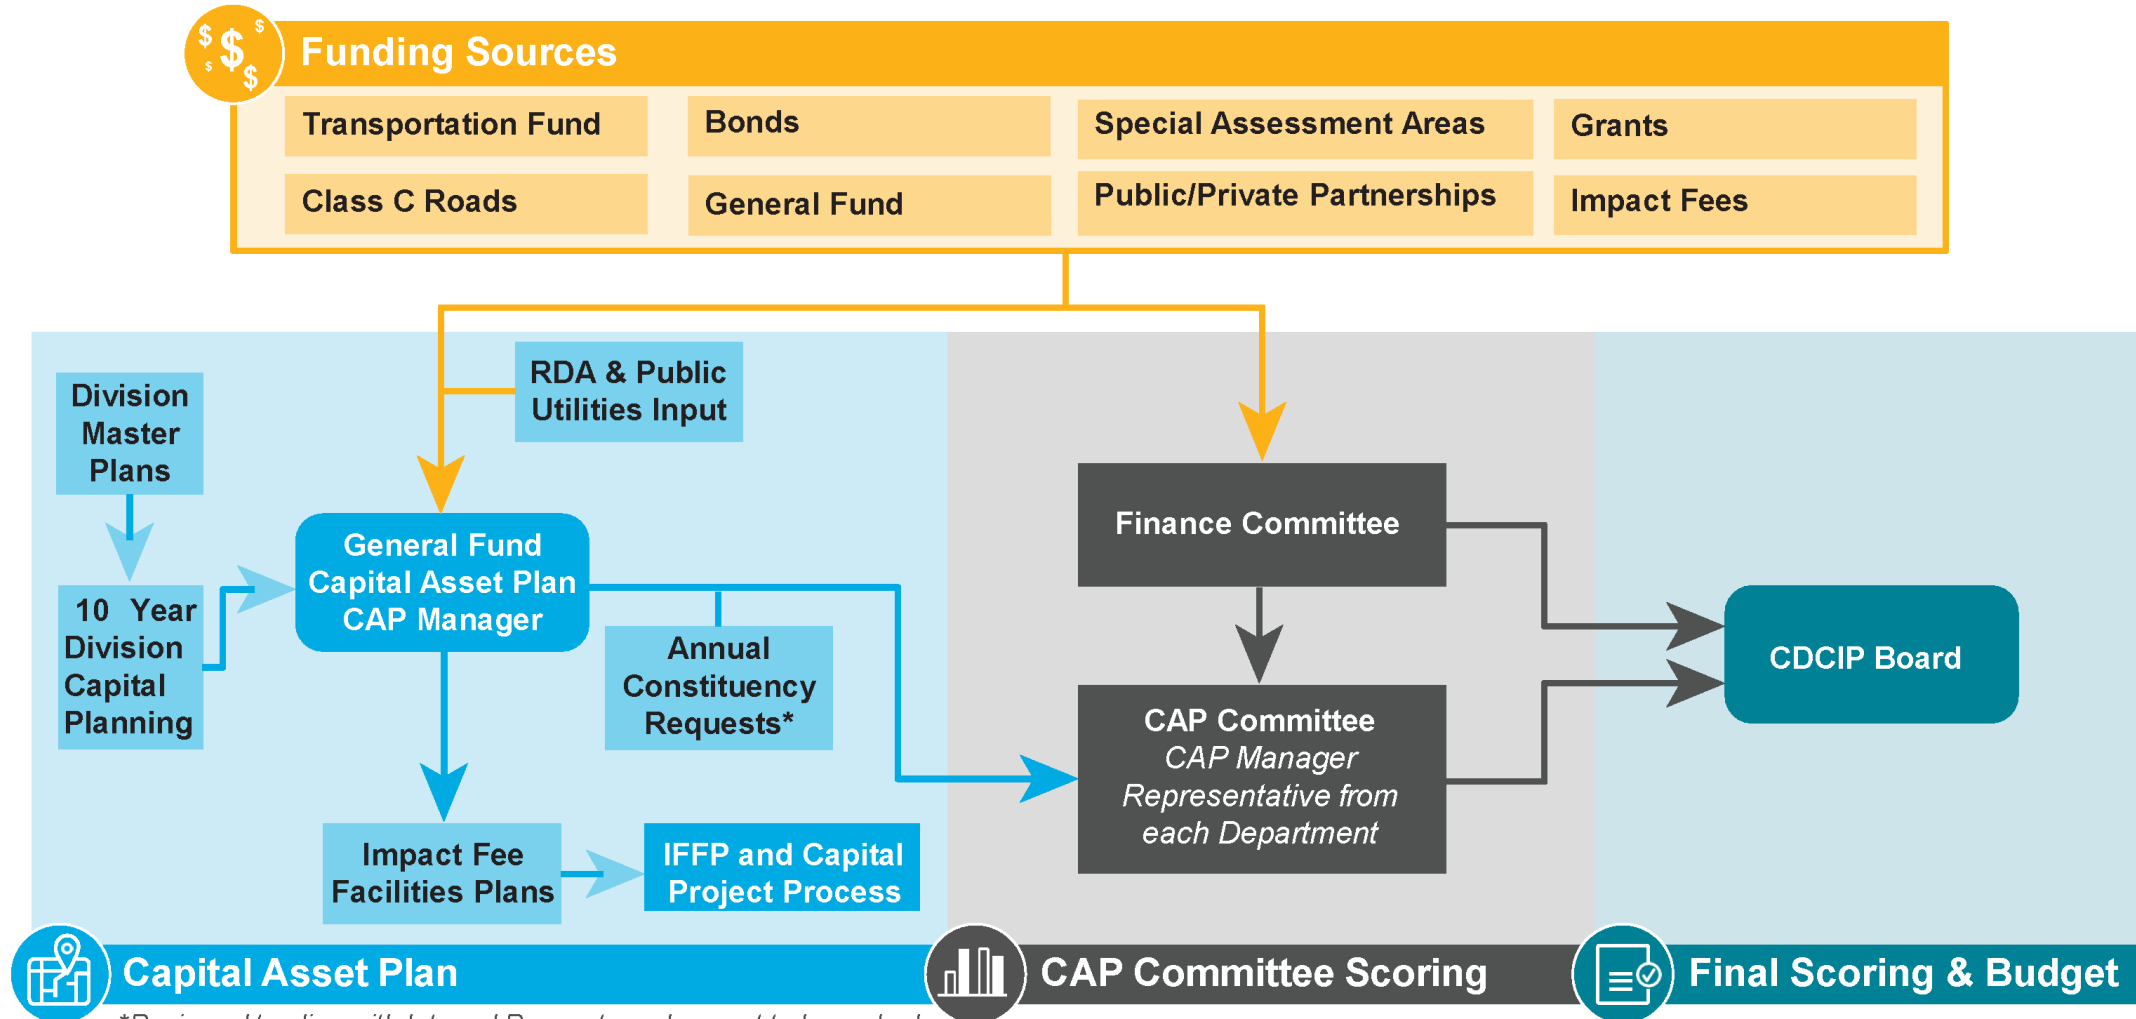 $ $ $ $ $
Funding Sources
Transportation Fund
Bonds
Special Assessment Areas
Grants
Class C Roads
General Fund
Public/Private Partnerships
Impact Fees
RDA & Public
Utilities Input
Division
Master
Plans
10 Year
Division
Capital
Planning
General Fund
Capital Asset Plan
CAP Manager
Annual
Constituency
Requests*
Impact Fee
Facilities Plans
IFFP and Capital
Project Process
Finance Committee
CAP Committee
CAP Manager
Representative from
each Department
CDCIP Board
Capital Asset Plan
CAP Committee Scoring
Final Scoring & Budget